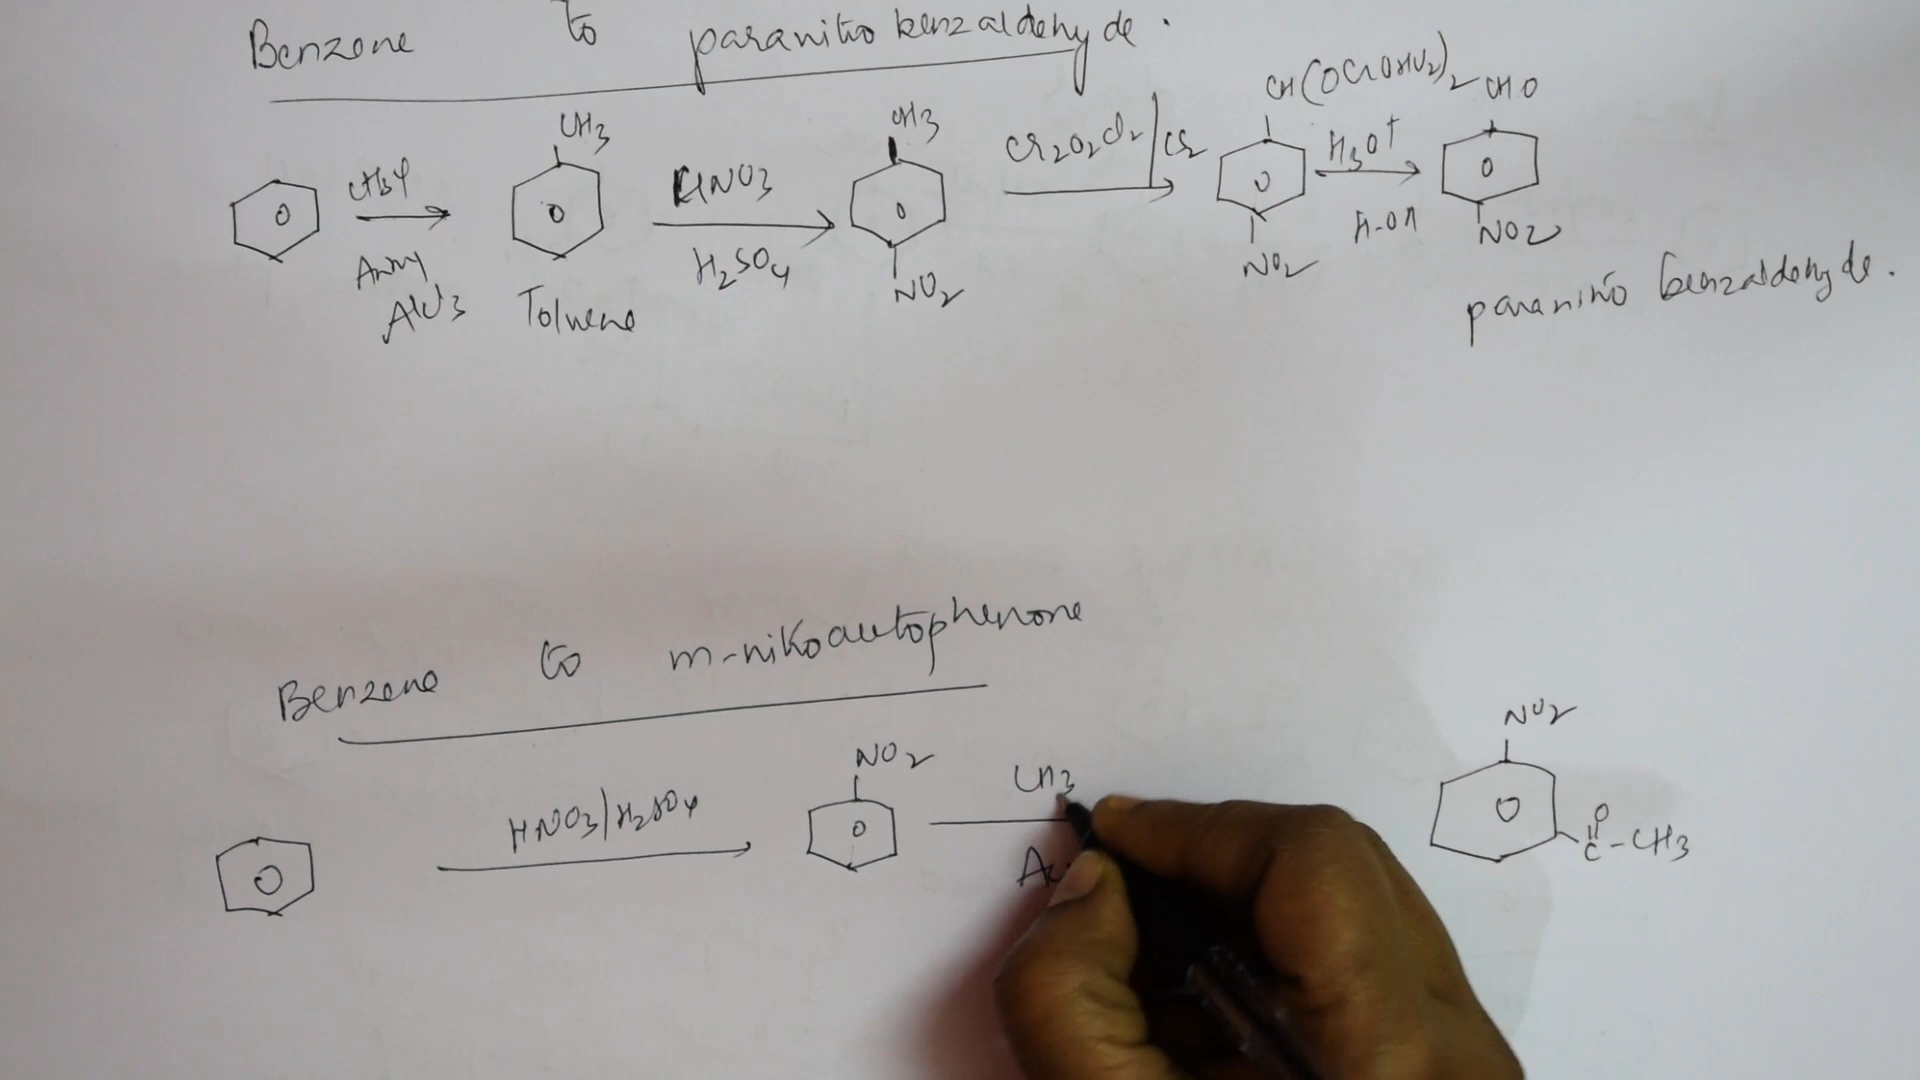 Benzene to paranitro benzaldehyde.
CH3 CH3 CH(OCrOHCl2)2 CHO
CH3Cl HNO3 Cr2O2Cl2/CS2 H3O+
O O O O O
AlCl3 H2SO4 NO2 NO2 NO2
Toluene paranitro benzaldehyde.
Benzene to m-nitroacetophenone
NO2 NO2
HNO3/H2SO4 CH3
O O O O
C-CH3